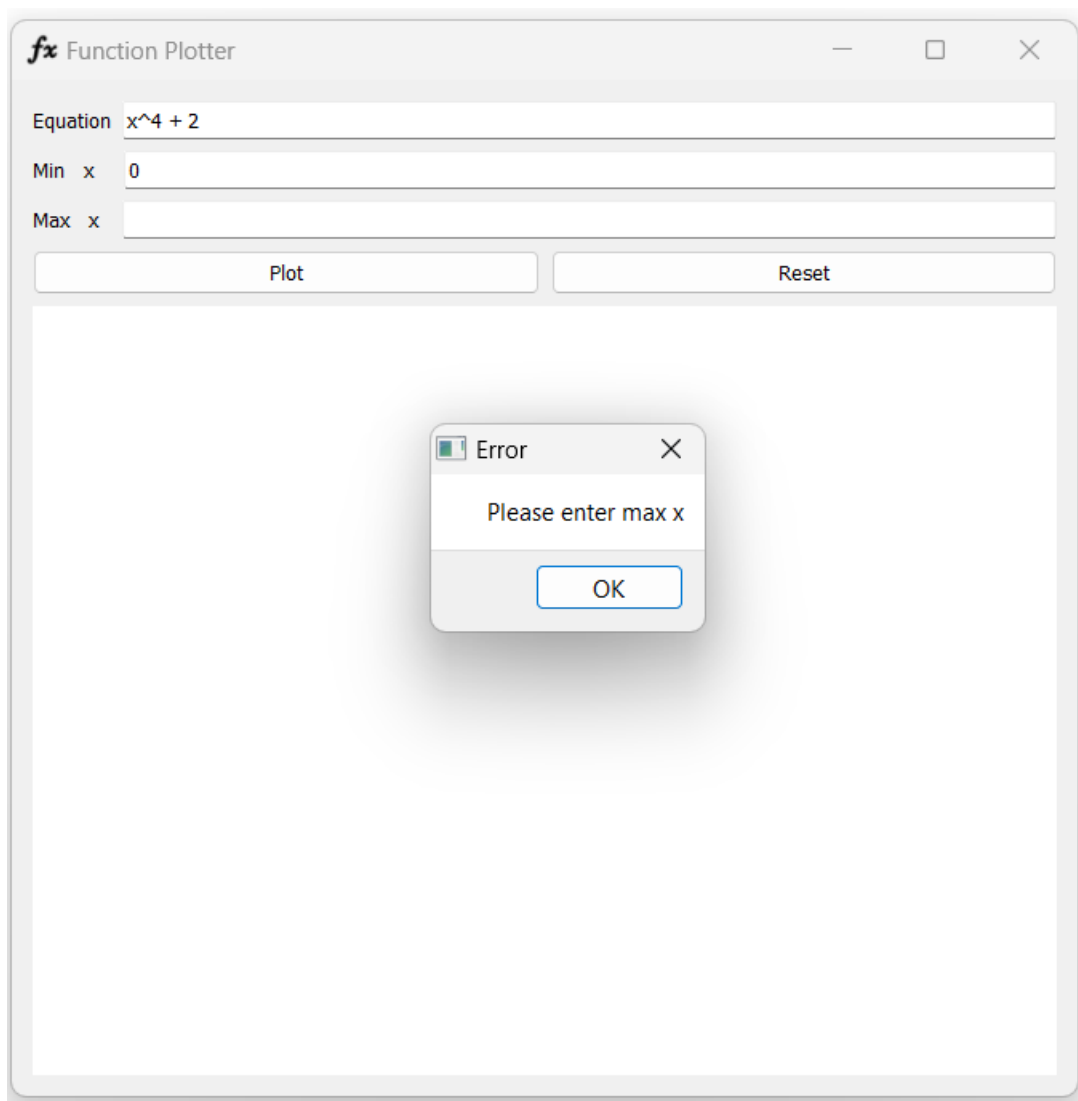 fx Function Plotter
Equation x^4 + 2
Min x 0
Max x
Plot Reset
Error
Please enter max x
OK